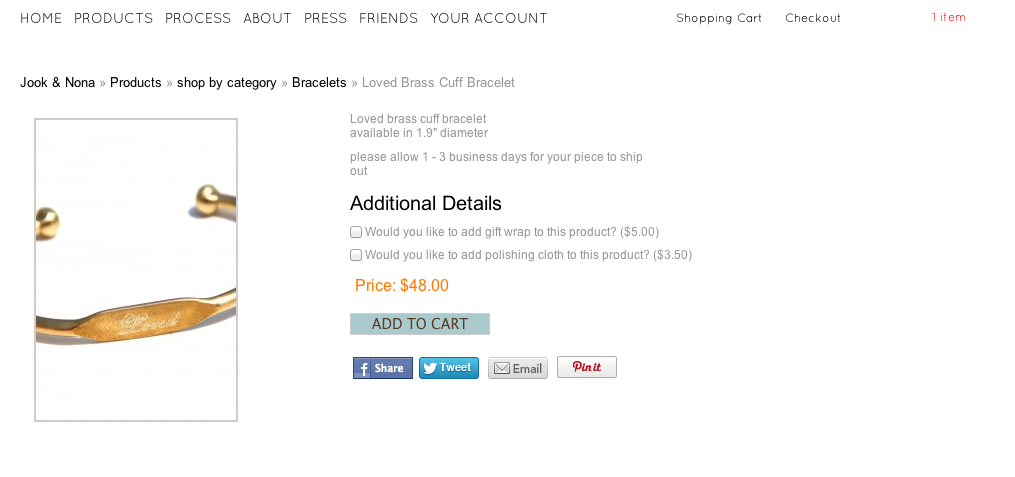 HOME PRODUCTS PROCESS ABOUT PRESS FRIENDS YOUR ACCOUNT Shopping Cart Checkout 1 item
Jook & Nona » Products » shop by category » Bracelets » Loved Brass Cuff Bracelet
Loved brass cuff bracelet
available in 1.9" diameter
please allow 1 - 3 business days for your piece to ship
out
Additional Details
Would you like to add gift wrap to this product? ($5.00)
Would you like to add polishing cloth to this product? ($3.50)
Price: $48.00
Loved
ADD TO CART
f Share Tweet Email Pin it